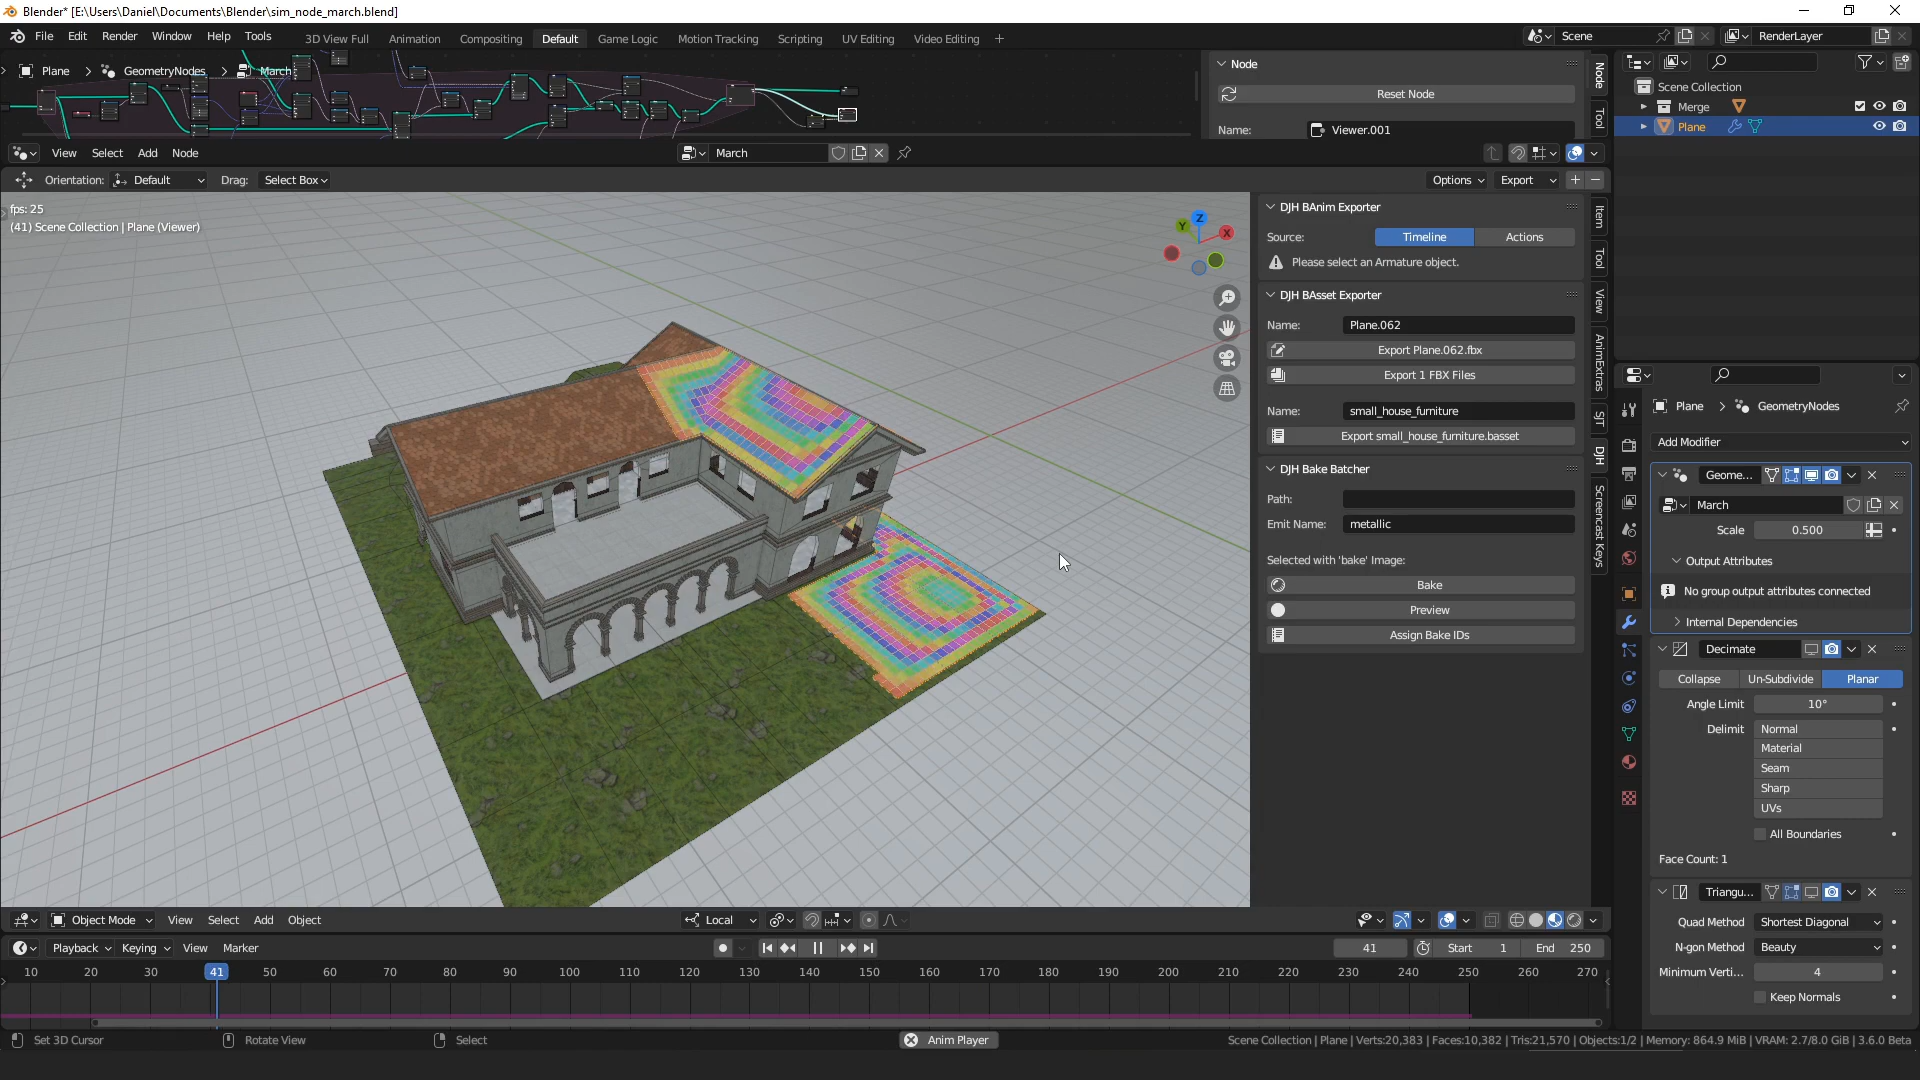 Blender* [E:\Users\Daniel\Documents\Blender\sim_node_march.blend]
File Edit Render Window Help Tools 3D View Full Animation Compositing Default Game Logic Motion Tracking Scripting UV Editing Video Editing +
Scene
RenderLayer
Plane > GeometryNodes > March
Node
Reset Node
Name: Viewer.001
Node
Tool
View Select Add Node
March
Orientation: Default Drag: Select Box
Options Export
fps: 25
(41) Scene Collection | Plane (Viewer)
Z
Y
X
DJH BAnim Exporter
Source: Timeline Actions
Please select an Armature object.
DJH BAsset Exporter
Name: Plane.062
Export Plane.062.fbx
Export 1 FBX Files
Name: small_house_furniture
Export small_house_furniture.basset
DJH Bake Batcher
Path:
Emit Name: metallic
Selected with 'bake' Image:
Bake
Preview
Assign Bake IDs
Item
Tool
View
AnimExtras
SJT
DJH
Screencast Keys
Scene Collection
Merge
Plane
Plane > GeometryNodes
Add Modifier
Geome...
March
Scale 0.500
Output Attributes
No group output attributes connected
Internal Dependencies
Decimate
Collapse Un-Subdivide Planar
Angle Limit 10°
Delimit Normal
Material
Seam
Sharp
UVs
All Boundaries
Face Count: 1
Triangu...
Quad Method Shortest Diagonal
N-gon Method Beauty
Minimum Verti... 4
Keep Normals
Object Mode View Select Add Object
Local
Playback Keying View Marker
41 Start 1 End 250
10 20 30 41 50 60 70 80 90 100 110 120 130 140 150 160 170 180 190 200 210 220 230 240 250 260 270
Set 3D Cursor Rotate View Select
Anim Player
Scene Collection | Plane | Verts:20,383 | Faces:10,382 | Tris:21,570 | Objects:1/2 | Memory: 864.9 MiB | VRAM: 2.7/8.0 GiB | 3.6.0 Beta